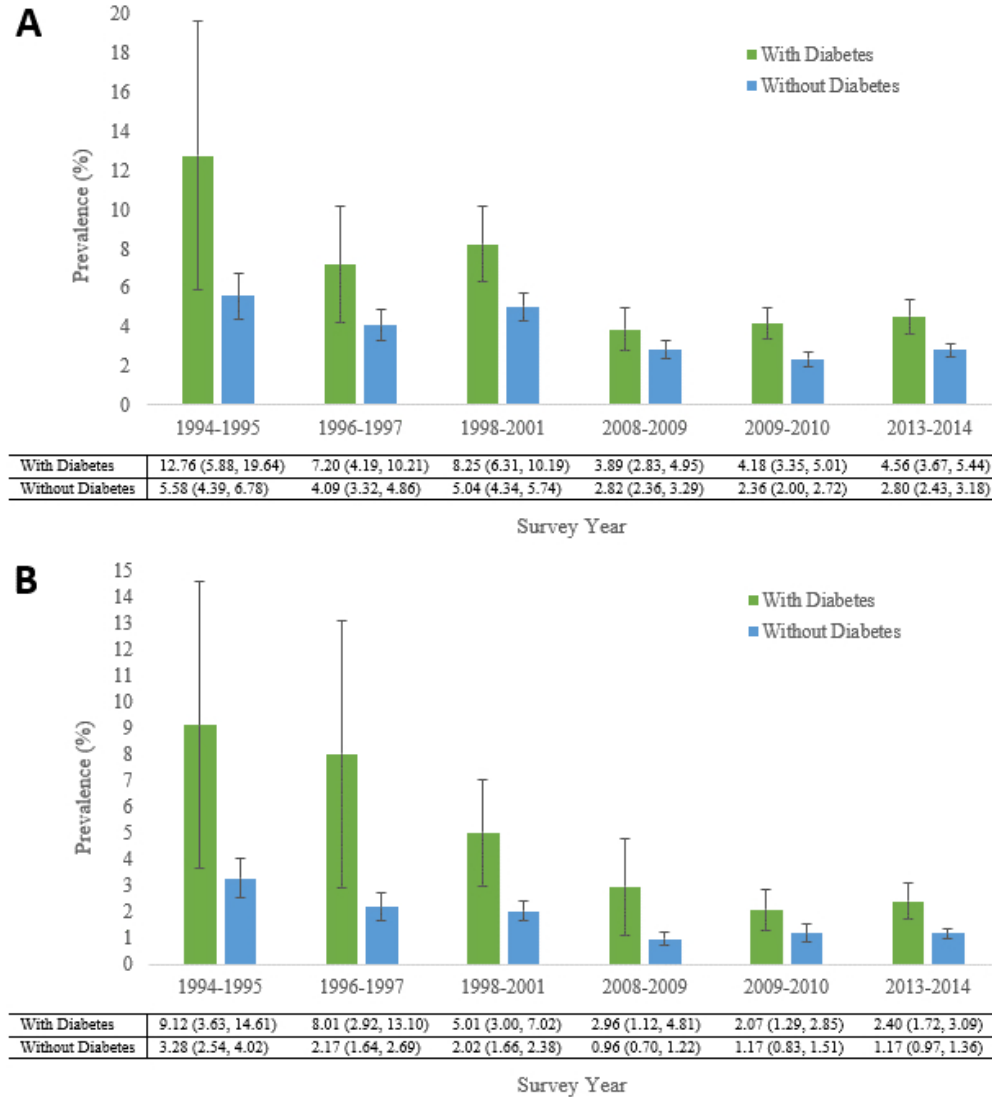 A
20
18
16
14
12
10
8
6
4
2
0
Prevalence (%)
With Diabetes
Without Diabetes
1994-1995 1996-1997 1998-2001 2008-2009 2009-2010 2013-2014
With Diabetes 12.76 (5.88, 19.64) 7.20 (4.19, 10.21) 8.25 (6.31, 10.19) 3.89 (2.83, 4.95) 4.18 (3.35, 5.01) 4.56 (3.67, 5.44)
Without Diabetes 5.58 (4.39, 6.78) 4.09 (3.32, 4.86) 5.04 (4.34, 5.74) 2.82 (2.36, 3.29) 2.36 (2.00, 2.72) 2.80 (2.43, 3.18)
Survey Year
B
15
14
13
12
11
10
9
8
7
6
5
4
3
2
1
0
Prevalence (%)
With Diabetes
Without Diabetes
1994-1995 1996-1997 1998-2001 2008-2009 2009-2010 2013-2014
With Diabetes 9.12 (3.63, 14.61) 8.01 (2.92, 13.10) 5.01 (3.00, 7.02) 2.96 (1.12, 4.81) 2.07 (1.29, 2.85) 2.40 (1.72, 3.09)
Without Diabetes 3.28 (2.54, 4.02) 2.17 (1.64, 2.69) 2.02 (1.66, 2.38) 0.96 (0.70, 1.22) 1.17 (0.83, 1.51) 1.17 (0.97, 1.36)
Survey Year